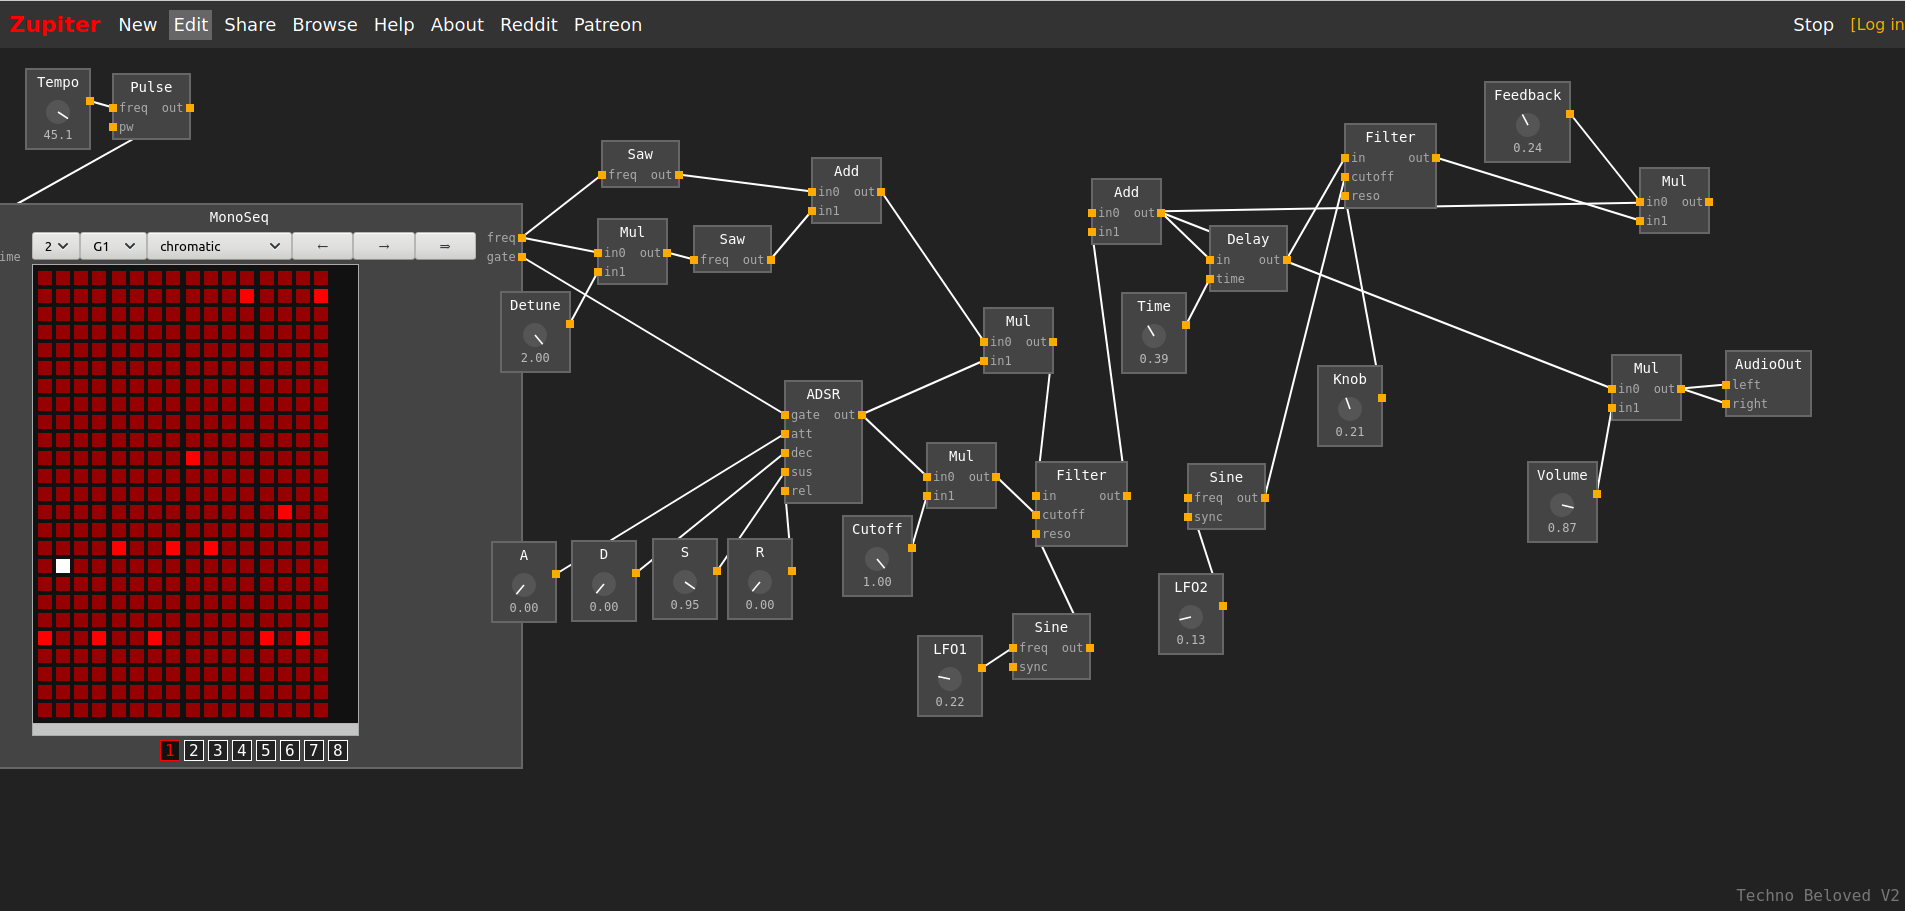 Zupiter New Edit Share Browse Help About Reddit Patreon Stop [Log in
Tempo
45.1
Pulse
freq out
pw
MonoSeq
2 G1 chromatic ← → ⇒
ime
freq
gate
1 2 3 4 5 6 7 8
Saw
freq out
Mul
in0 out
in1
Saw
freq out
Detune
2.00
Add
in0 out
in1
Mul
in0 out
in1
ADSR
gate out
att
dec
sus
rel
A
0.00
D
0.00
S
0.95
R
0.00
Mul
in0 out
in1
Cutoff
1.00
Filter
in out
cutoff
reso
LFO1
0.22
Sine
freq out
sync
Add
in0 out
in1
Delay
in out
time
Time
0.39
Sine
freq out
sync
LFO2
0.13
Filter
in out
cutoff
reso
Knob
0.21
Feedback
0.24
Mul
in0 out
in1
Mul
in0 out
in1
AudioOut
left
right
Volume
0.87
Techno Beloved V2